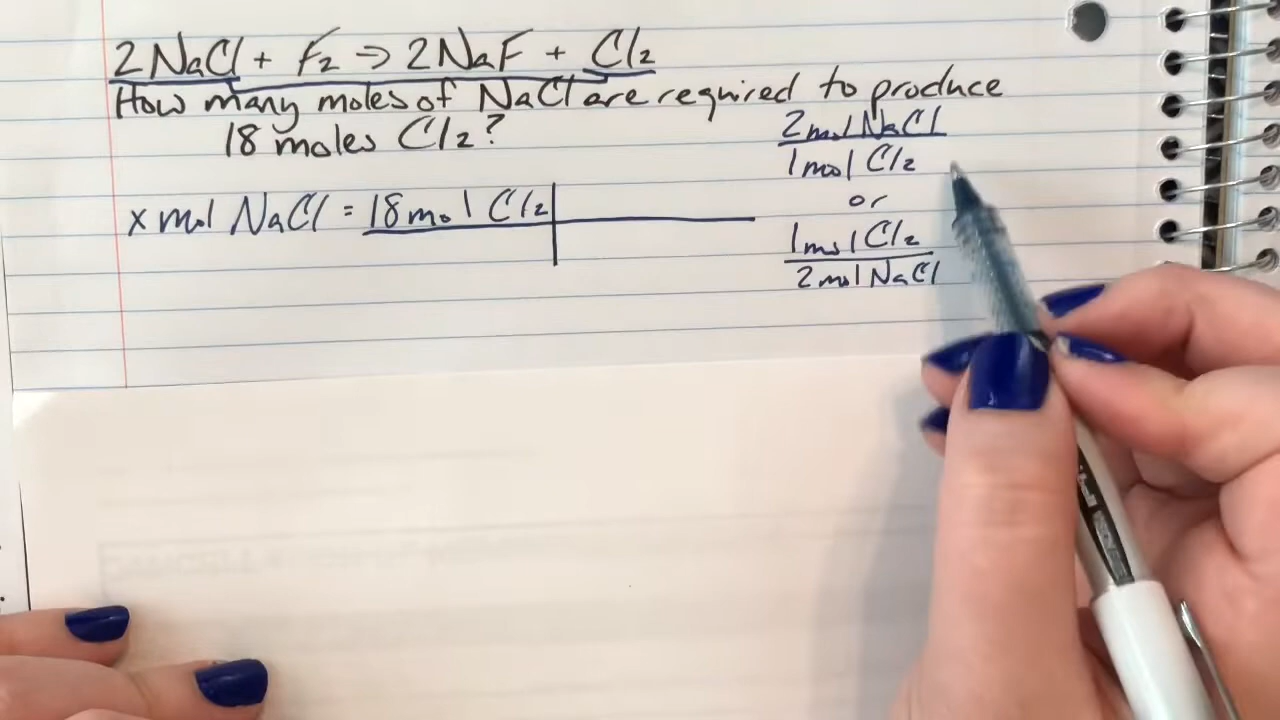 2NaCl + F₂ → 2NaF + Cl₂
How many moles of NaCl are required to produce
18 moles Cl₂?
x mol NaCl = 18 mol Cl₂
2 mol NaCl
1 mol Cl₂
or
1 mol Cl₂
2 mol NaCl